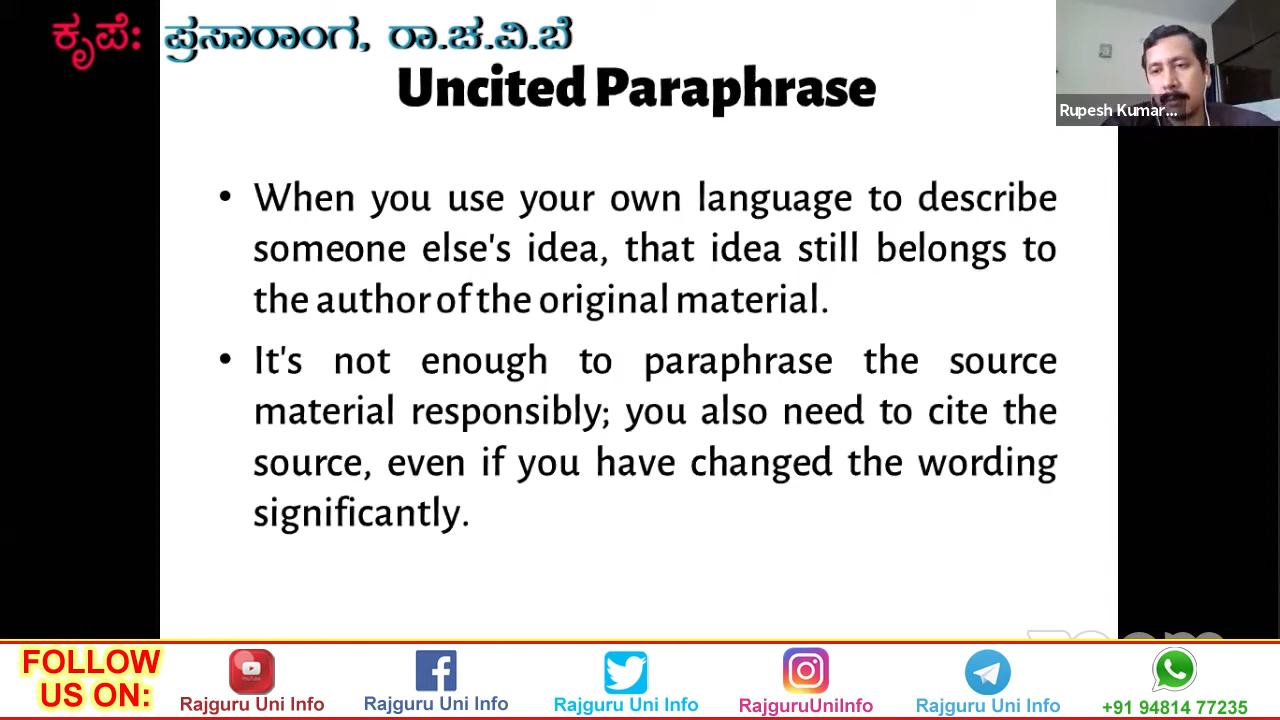 ಕೃಪೆ: ಪ್ರಸಾರಾಂಗ, ರಾ.ಚ.ವಿ.ಬೆ
Uncited Paraphrase
Rupesh Kumar...
• When you use your own language to describe
someone else's idea, that idea still belongs to
the author of the original material.
• It's not enough to paraphrase the source
material responsibly; you also need to cite the
source, even if you have changed the wording
significantly.
zoom
FOLLOW
US ON:
YouTube
Rajguru Uni Info
Rajguru Uni Info
Rajguru Uni Info
RajguruUniInfo
Rajguru Uni Info
+91 94814 77235